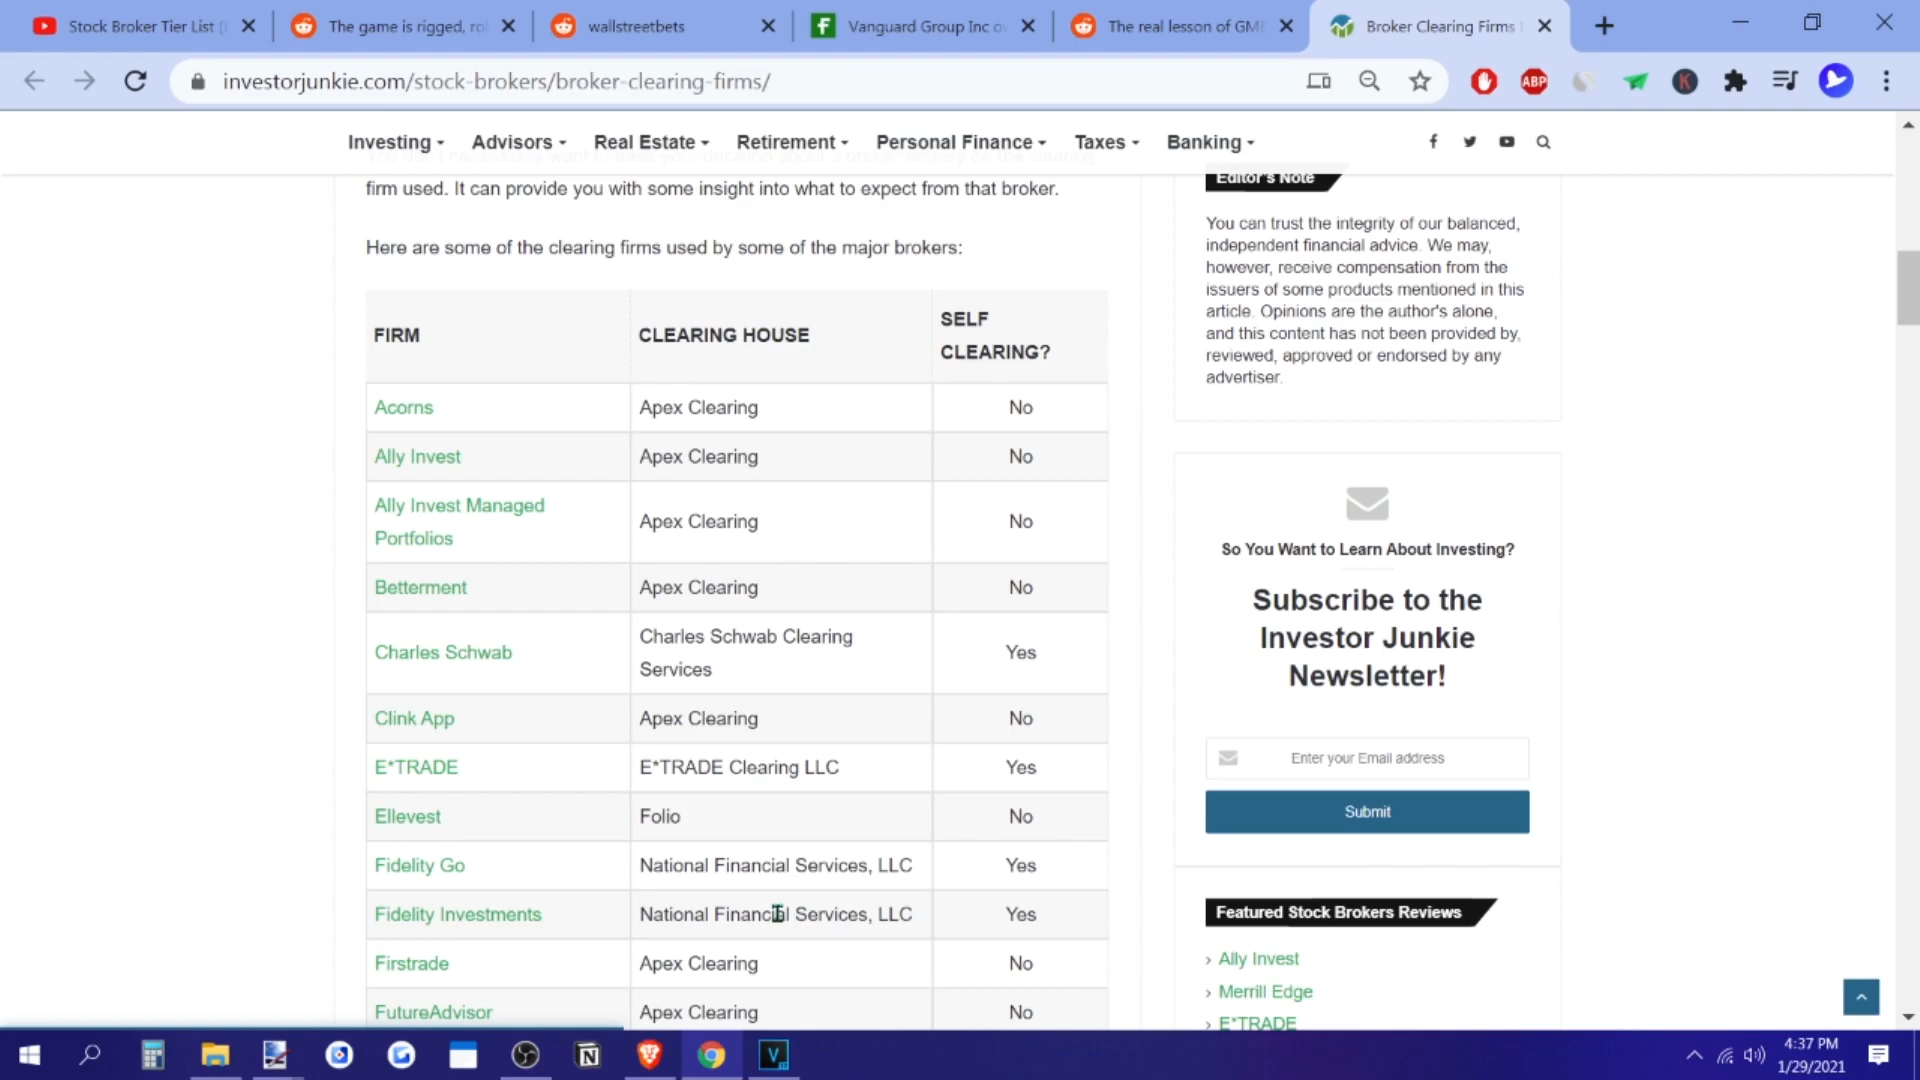 Stock Broker Tier List (
The game is rigged, ro
wallstreetbets
Vanguard Group Inc o
The real lesson of GM
Broker Clearing Firms
investorjunkie.com/stock-brokers/broker-clearing-firms/
ABP
K
Investing
Advisors
Real Estate
Retirement
Personal Finance
Taxes
Banking
firm used. It can provide you with some insight into what to expect from that broker.
Here are some of the clearing firms used by some of the major brokers:
FIRM CLEARING HOUSE SELF CLEARING?
Acorns Apex Clearing No
Ally Invest Apex Clearing No
Ally Invest Managed Portfolios Apex Clearing No
Betterment Apex Clearing No
Charles Schwab Charles Schwab Clearing Services Yes
Clink App Apex Clearing No
E*TRADE E*TRADE Clearing LLC Yes
Ellevest Folio No
Fidelity Go National Financial Services, LLC Yes
Fidelity Investments National Financial Services, LLC Yes
Firstrade Apex Clearing No
FutureAdvisor Apex Clearing No
Editor's Note
You can trust the integrity of our balanced,
independent financial advice. We may,
however, receive compensation from the
issuers of some products mentioned in this
article. Opinions are the author's alone,
and this content has not been provided by,
reviewed, approved or endorsed by any
advertiser.
So You Want to Learn About Investing?
Subscribe to the
Investor Junkie
Newsletter!
Enter your Email address
Submit
Featured Stock Brokers Reviews
Ally Invest
Merrill Edge
E*TRADE
4:37 PM
1/29/2021